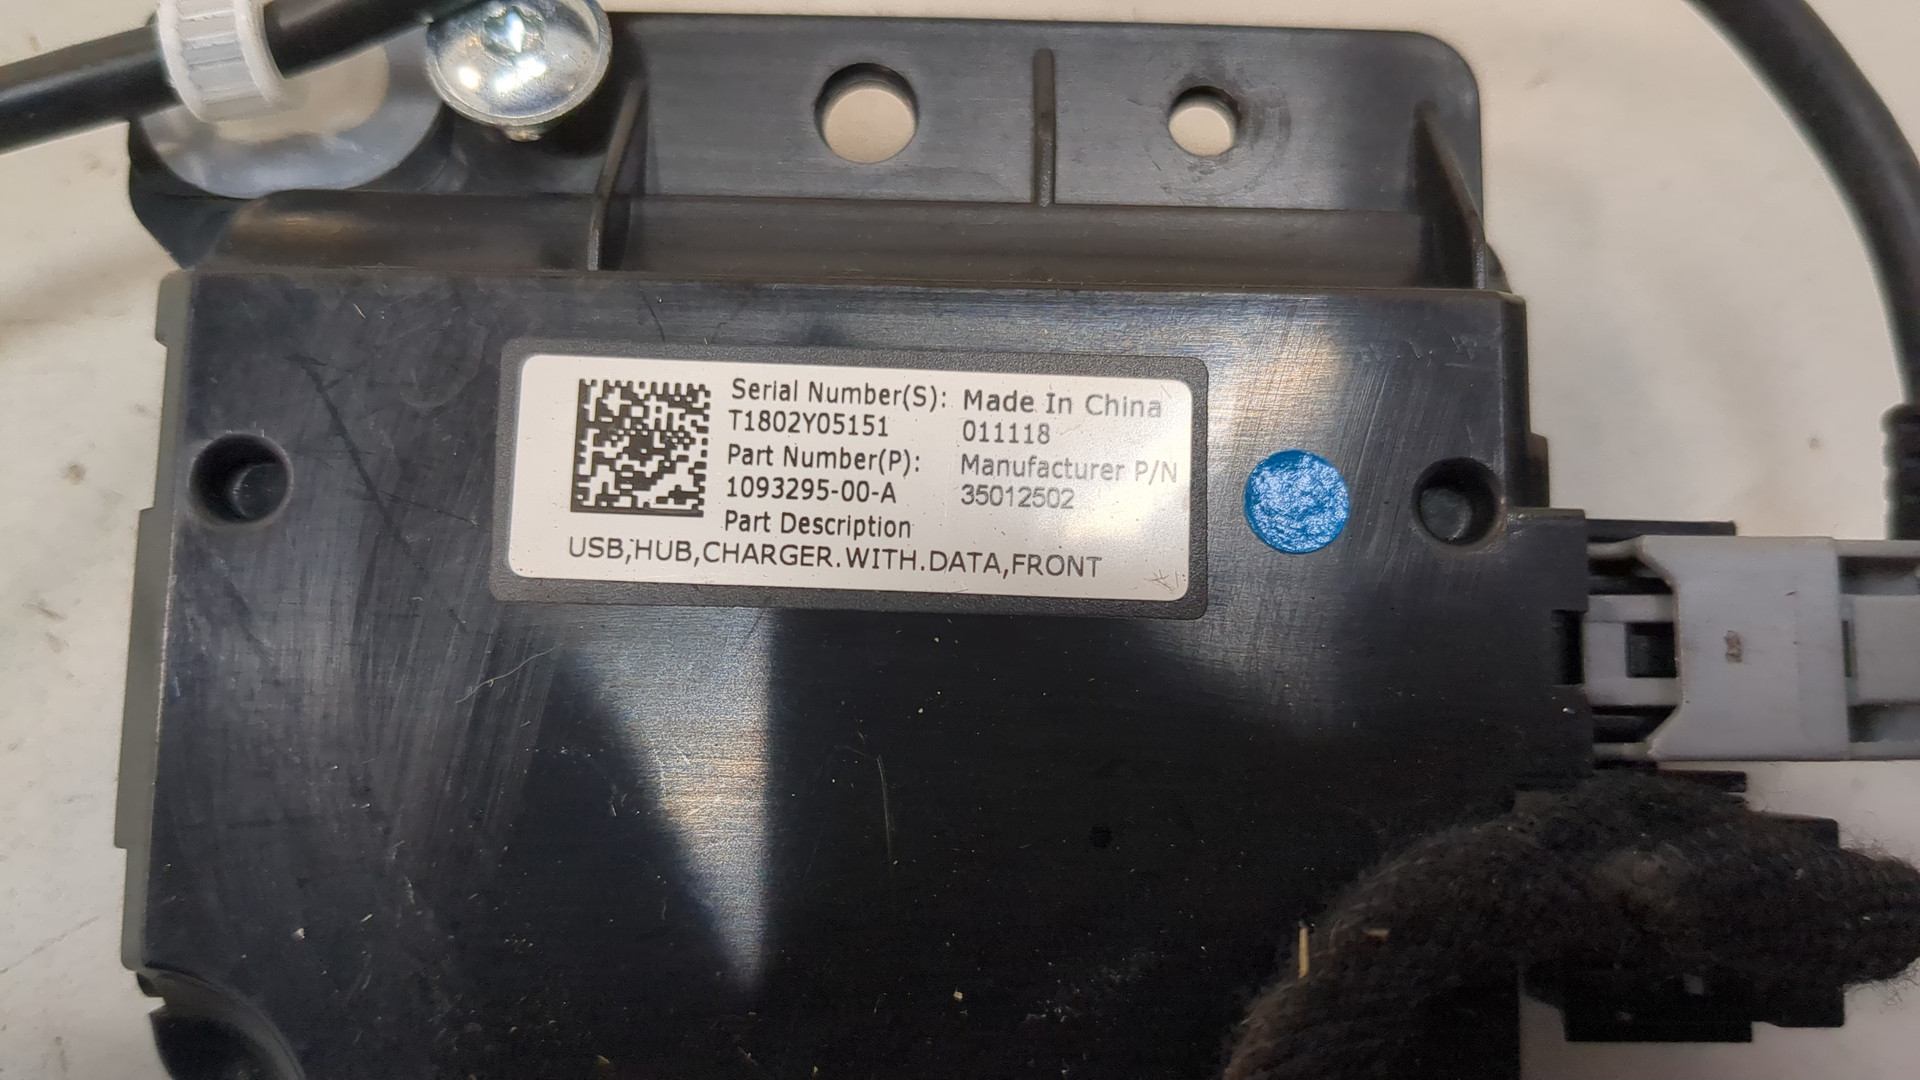 Serial Number(S):
T1802Y05151
Part Number(P):
1093295-00-A
Part Description
USB,HUB,CHARGER.WITH.DATA,FRONT
Made In China
011118
Manufacturer P/N
35012502